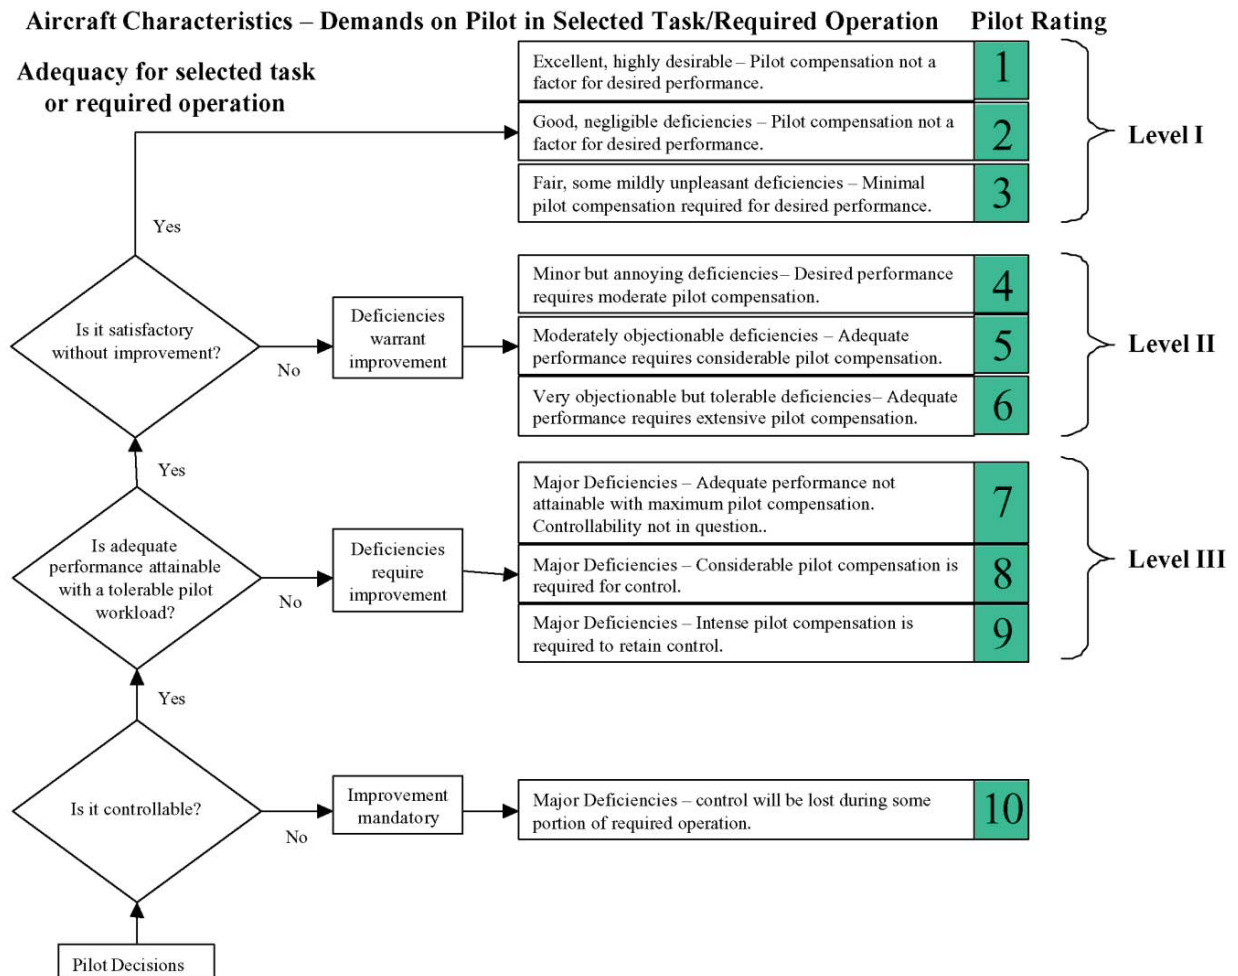 Aircraft Characteristics – Demands on Pilot in Selected Task/Required Operation Pilot Rating
Adequacy for selected task
or required operation
Excellent, highly desirable – Pilot compensation not a
factor for desired performance.
1
Good, negligible deficiencies – Pilot compensation not a
factor for desired performance.
2
Fair, some mildly unpleasant deficiencies – Minimal
pilot compensation required for desired performance.
3
Level I
Yes
Is it satisfactory
without improvement?
No
Deficiencies
warrant
improvement
Minor but annoying deficiencies– Desired performance
requires moderate pilot compensation.
4
Moderately objectionable deficiencies – Adequate
performance requires considerable pilot compensation.
5
Very objectionable but tolerable deficiencies– Adequate
performance requires extensive pilot compensation.
6
Level II
Yes
Is adequate
performance attainable
with a tolerable pilot
workload?
No
Deficiencies
require
improvement
Major Deficiencies – Adequate performance not
attainable with maximum pilot compensation.
Controllability not in question..
7
Major Deficiencies – Considerable pilot compensation is
required for control.
8
Major Deficiencies – Intense pilot compensation is
required to retain control.
9
Level III
Yes
Is it controllable?
No
Improvement
mandatory
Major Deficiencies – control will be lost during some
portion of required operation.
10
Pilot Decisions